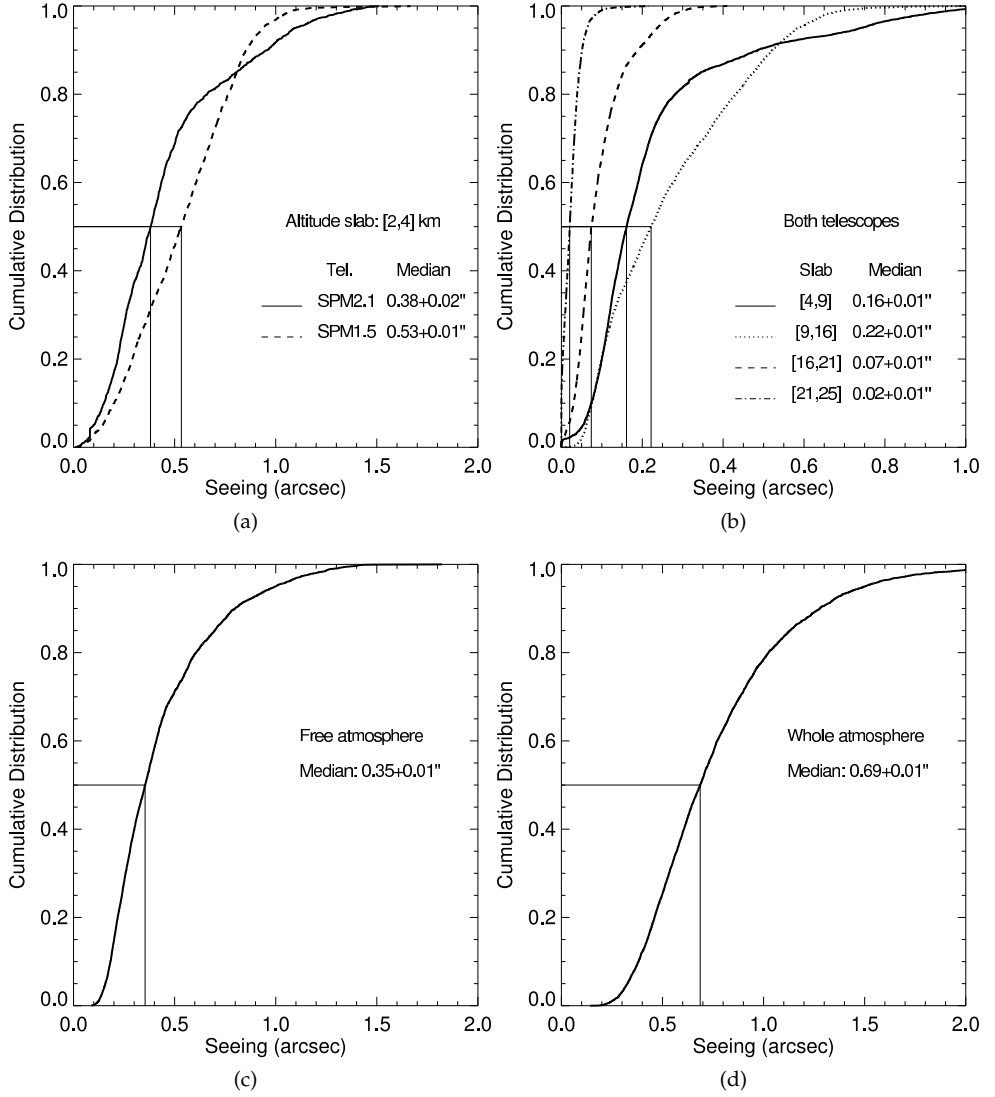 Cumulative Distribution
1.0
0.8
0.6
0.4
0.2
0.0
Altitude slab: [2,4] km
Tel. Median
SPM2.1 0.38+0.02"
SPM1.5 0.53+0.01"
0.0 0.5 1.0 1.5 2.0
Seeing (arcsec)
(a)
Cumulative Distribution
1.0
0.8
0.6
0.4
0.2
0.0
Both telescopes
Slab Median
[4,9] 0.16+0.01"
[9,16] 0.22+0.01"
[16,21] 0.07+0.01"
[21,25] 0.02+0.01"
0.0 0.2 0.4 0.6 0.8 1.0
Seeing (arcsec)
(b)
Cumulative Distribution
1.0
0.8
0.6
0.4
0.2
0.0
Free atmosphere
Median: 0.35+0.01"
0.0 0.5 1.0 1.5 2.0
Seeing (arcsec)
(c)
Cumulative Distribution
1.0
0.8
0.6
0.4
0.2
0.0
Whole atmosphere
Median: 0.69+0.01"
0.0 0.5 1.0 1.5 2.0
Seeing (arcsec)
(d)